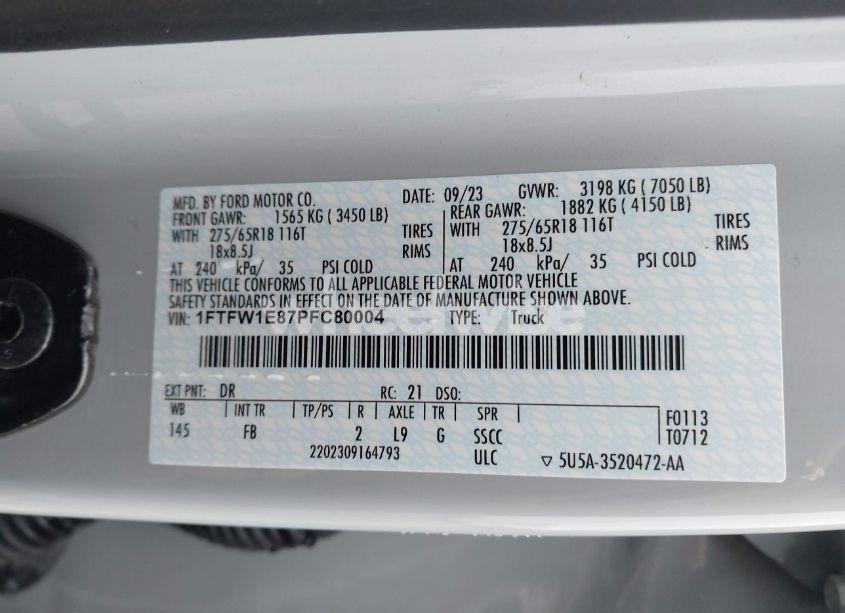 MFD. BY FORD MOTOR CO. DATE: 09/23 GVWR: 3198 KG ( 7050 LB)
FRONT GAWR: 1565 KG ( 3450 LB) REAR GAWR: 1882 KG ( 4150 LB)
WITH 275/65R18 116T TIRES WITH 275/65R18 116T TIRES
18x8.5J RIMS 18x8.5J RIMS
AT 240 kPa/ 35 PSI COLD AT 240 kPa/ 35 PSI COLD
THIS VEHICLE CONFORMS TO ALL APPLICABLE FEDERAL MOTOR VEHICLE
SAFETY STANDARDS IN EFFECT ON THE DATE OF MANUFACTURE SHOWN ABOVE.
VIN: 1FTFW1E87PFC80004 TYPE: Truck
EXT PNT: DR RC: 21 DSO:
WB INT TR TP/PS R AXLE TR SPR F0113
145 FB 2 L9 G SSCC T0712
2202309164793 ULC ▽ 5U5A-3520472-AA